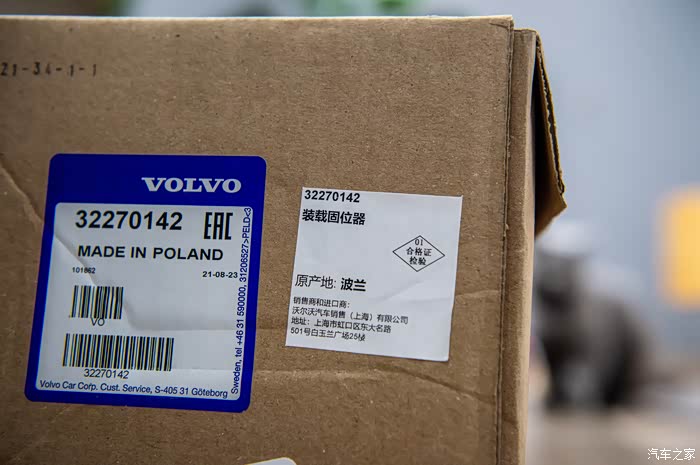 21-34-1-1
VOLVO
32270142
EAC
MADE IN POLAND
101862
21-08-23
VO
32270142
Volvo Car Corp. Cust. Service, S-405 31 Göteborg
Sweden, tel +46 31 590000, 31206527>PELD<3
32270142
装载固位器
01
合格证
检验
原产地: 波兰
销售商和进口商：
沃尔沃汽车销售（上海）有限公司
地址：上海市虹口区东大名路
501号白玉兰广场25楼
汽车之家